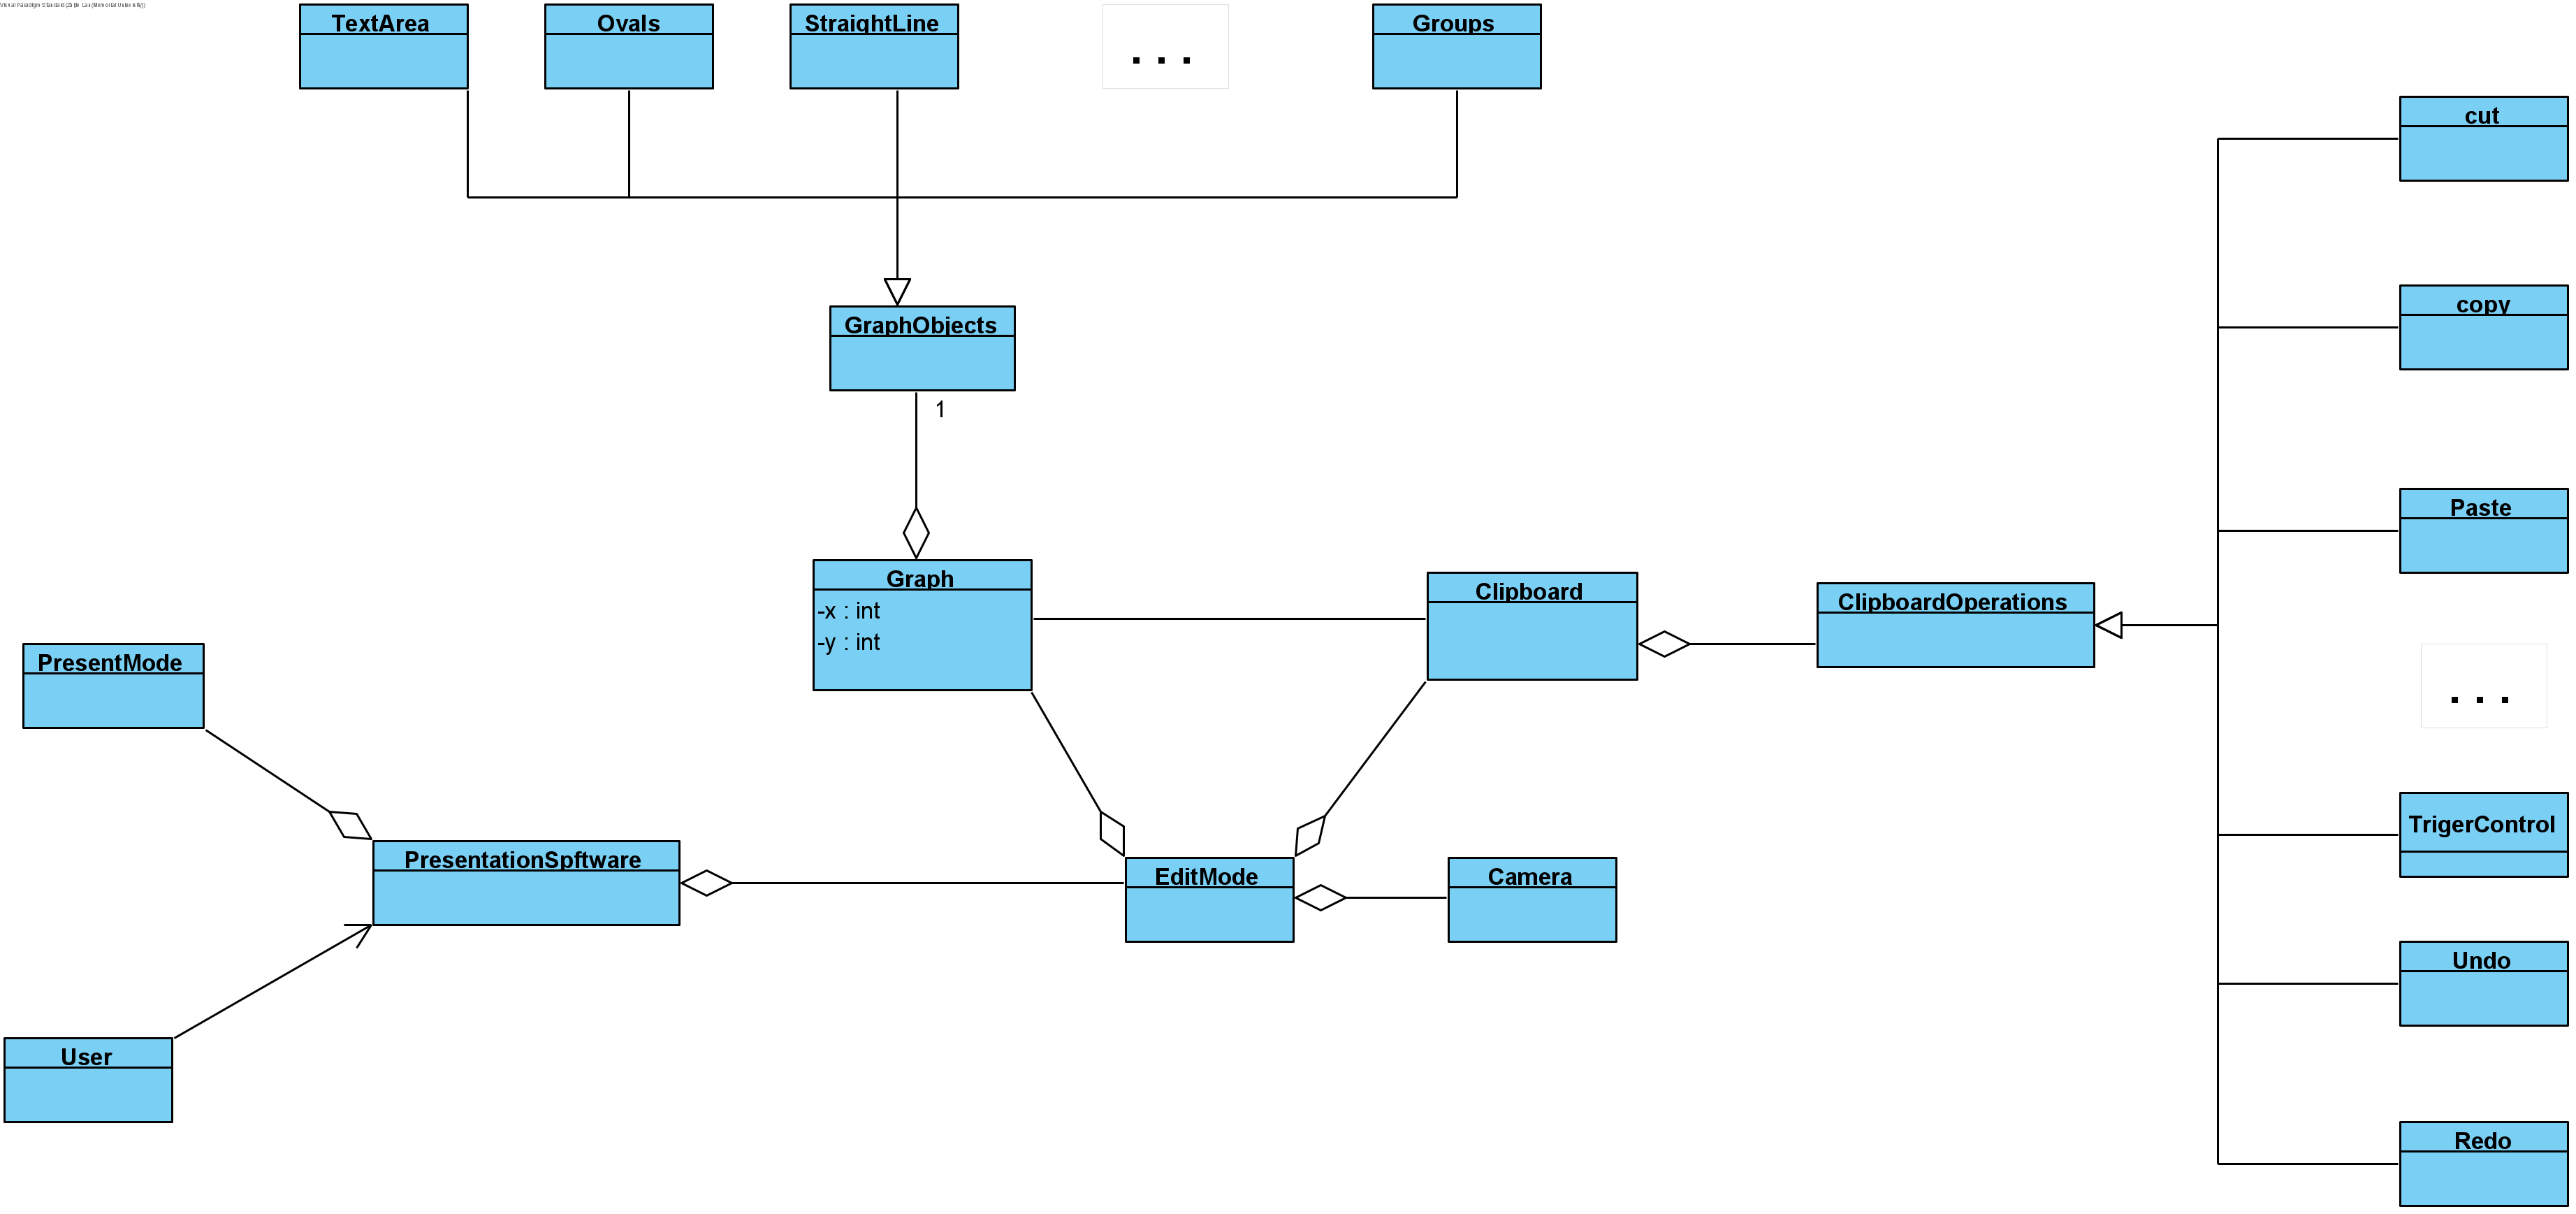 Visual Paradigm Standard
TextArea
Ovals
StraightLine
. . .
Groups
cut
copy
GraphObjects
1
Paste
Graph
-x : int
-y : int
Clipboard
ClipboardOperations
PresentMode
. . .
TrigerControl
PresentationSpftware
EditMode
Camera
Undo
User
Redo